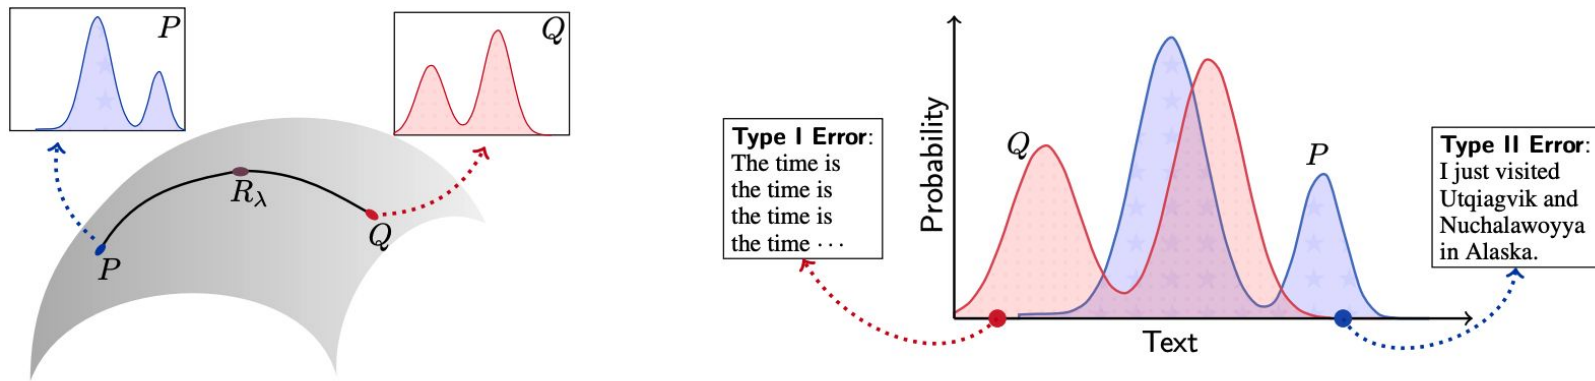 P
Q
R_λ
P
Q
Type I Error:
The time is
the time is
the time is
the time ⋯
Probability
Q
P
Text
Type II Error:
I just visited
Utqiagvik and
Nuchalawoyya
in Alaska.